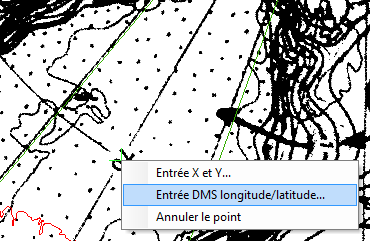 Entrée X et Y...
Entrée DMS longitude/latitude...
Annuler le point